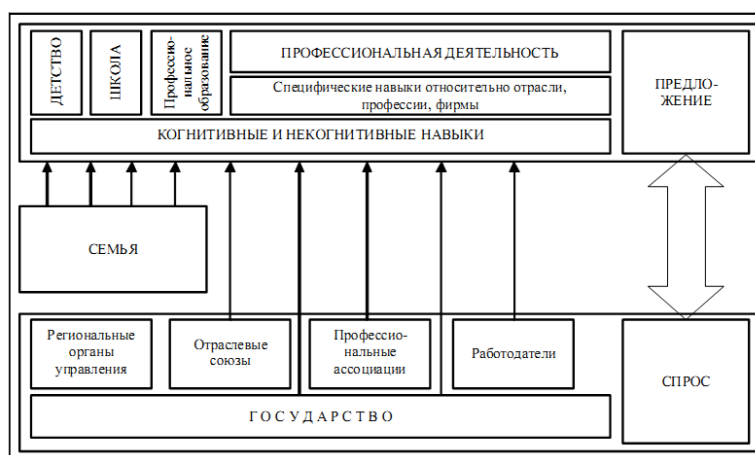 ДЕТСТВО
ШКОЛА
Профессио-
нальное
образование
ПРОФЕССИОНАЛЬНАЯ ДЕЯТЕЛЬНОСТЬ
Специфические навыки относительно отрасли,
профессии, фирмы
КОГНИТИВНЫЕ И НЕКОГНИТИВНЫЕ НАВЫКИ
ПРЕДЛО-
ЖЕНИЕ
СЕМЬЯ
Региональные
органы
управления
Отраслевые
союзы
Профессио-
нальные
ассоциации
Работодатели
ГОСУДАРСТВО
СПРОС